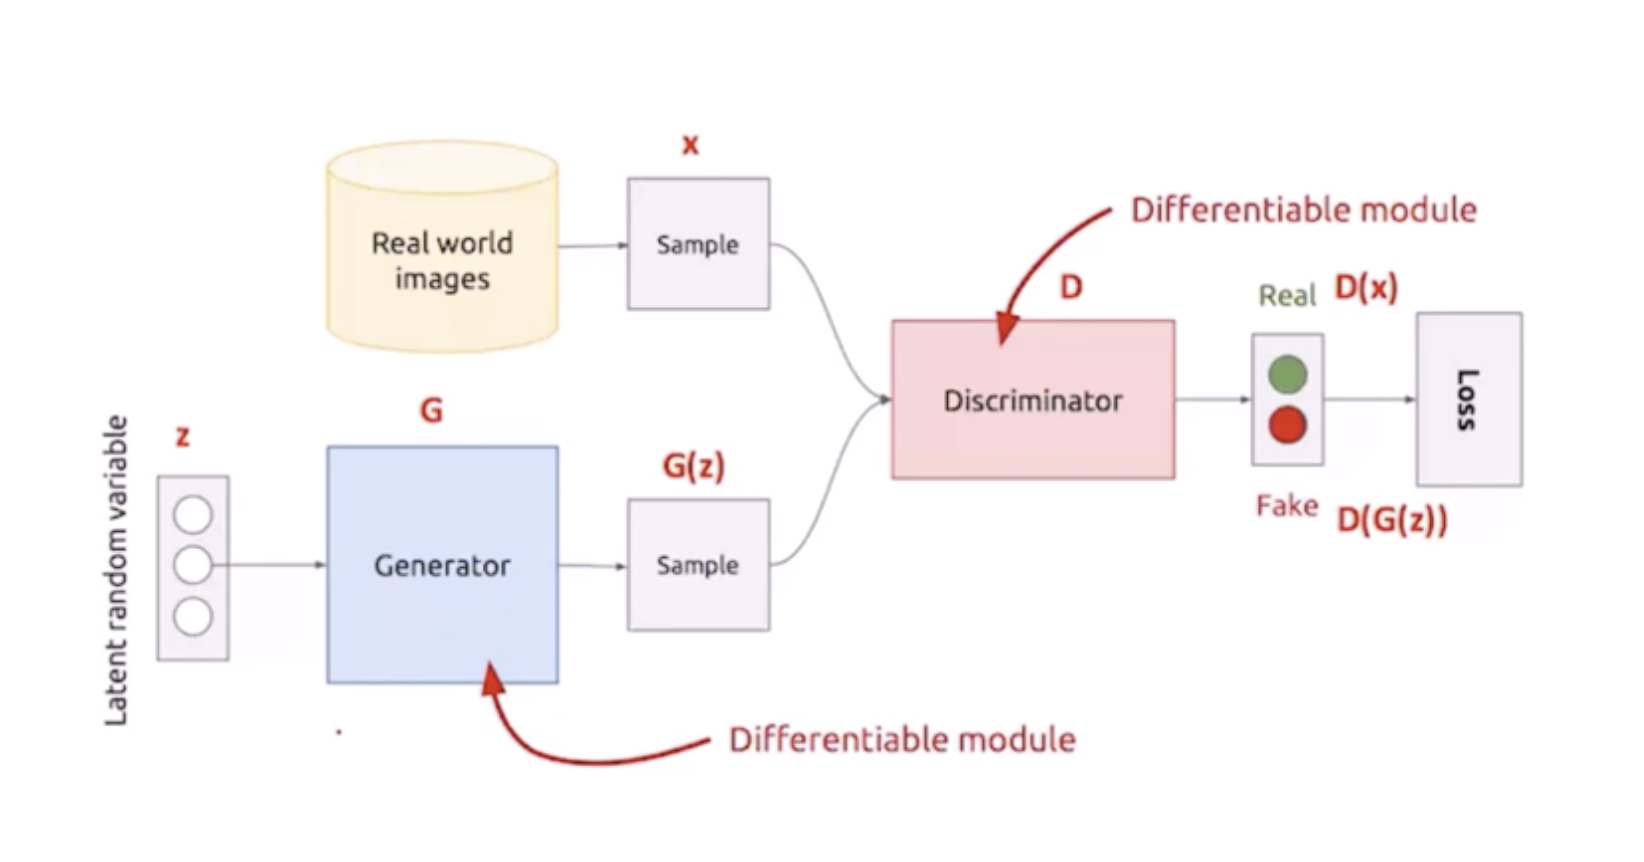 x
Real world
images
Sample
Differentiable module
D
Real
D(x)
Discriminator
Loss
Fake
D(G(z))
Latent random variable
z
G
Generator
G(z)
Sample
Differentiable module